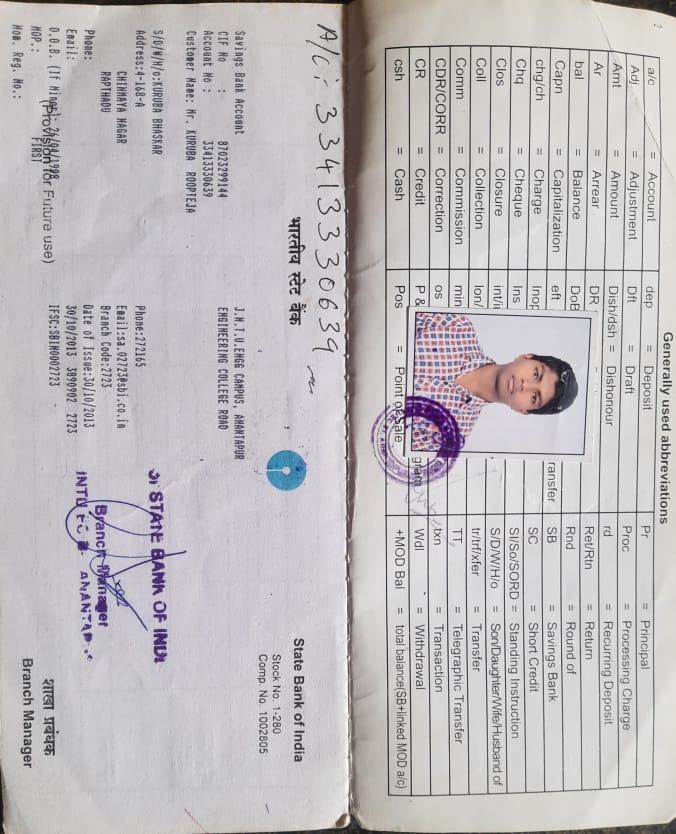 2
Generally used abbreviations
a/c = Account dep = Deposit Pr = Principal
Adj = Adjustment Dft = Draft Proc = Processing Charge
Amt = Amount Dish/dsh = Dishonour rd = Recurring Deposit
Ar = Arrear DR Ret/Rtn = Return
bal = Balance DoB Rnd = Round of
Capn = Capitalization eft ransfer SB = Savings Bank
chg/ch = Charge Inop SC = Short Credit
Chq = Cheque Ins SI/So/SORD = Standing Instruction
Clos = Closure int/i S/D/W/H/o = Son/Daughter/Wife/Husband of
Coll = Collection Ion/ tr/trf/xfer = Transfer
Comm = Commission min TT = Telegraphic Transfer
CDR/CORR = Correction os txn = Transaction
CR = Credit P & gram Wdl = Withdrawal
csh = Cash Pos = Point of Sale +MOD Bal = total balance(SB+linked MOD a/c)
A/c: 33413330639
भारतीय स्टेट बैंक
State Bank of India
Stock No. 1-280
Comp. No. 1002805
Savings Bank Account
CIF No : 87023299144
Account No : 33413330639
Customer Name: Mr. KURUBA ROOPTEJA
S/D/W/H/o:KURUBA BHASKAR
Address:4-168-A
CHINNAYA NAGAR
RAPTHADU
Phone:
Email:
D.O.B. (If Minor): 26/04/1998
MOP.: FIRST
(Provision for Future use)
Nom. Reg. No.:
J.N.T.U.ENGG CAMPUS, ANANTAPUR
ENGINEERING COLLEGE ROAD
Phone:272165
Email:sa.02723@sbi.co.in
Branch Code:2723
Date of Issue:30/10/2013
30/10/2013 3890902 2723
IFSC:SBIN0002723
STATE BANK OF INDI
Branch Manager
शाखा प्रबंधक
Branch Manager